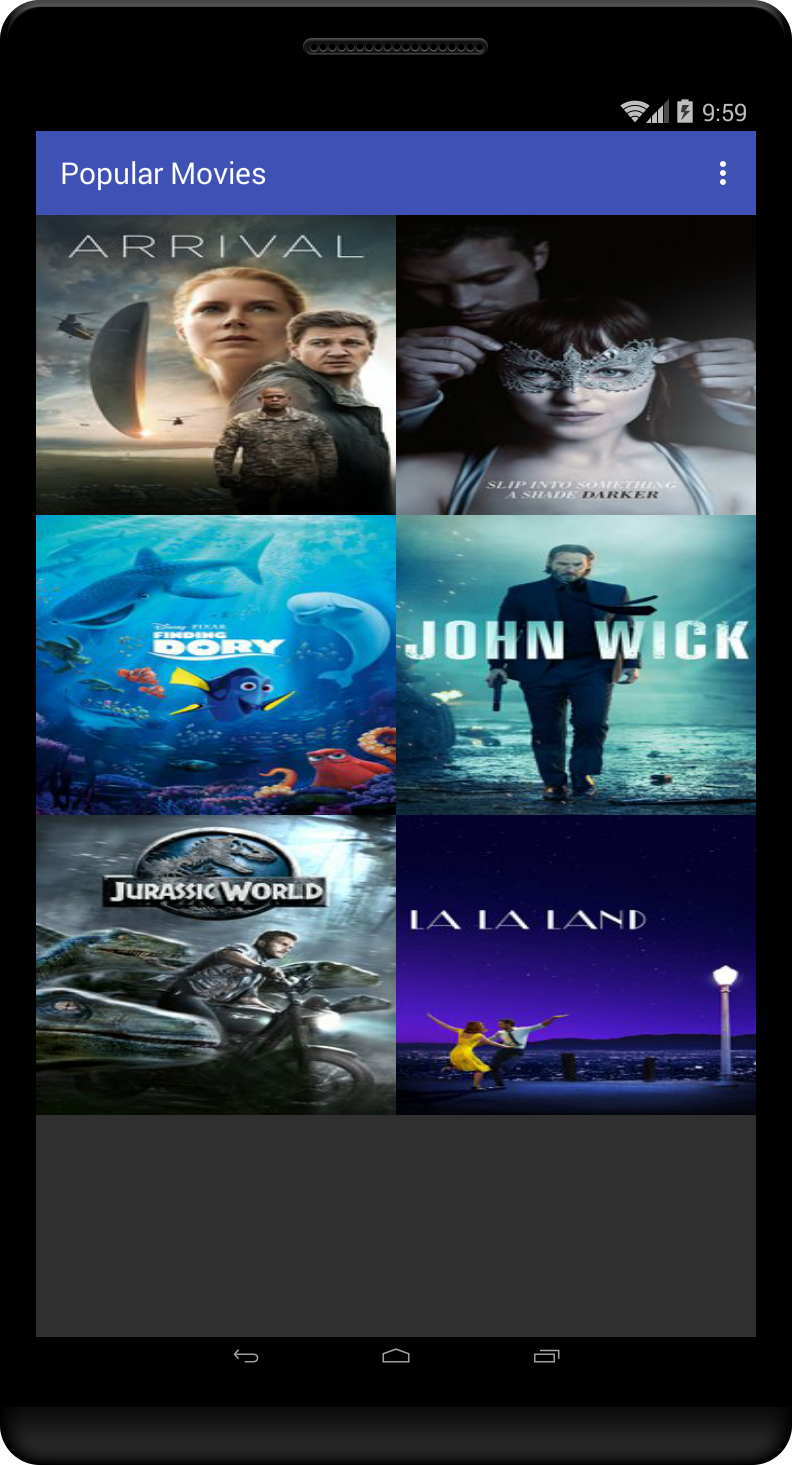 9:59
Popular Movies
ARRIVAL
SLIP INTO SOMETHING
A SHADE DARKER
Disney PIXAR
FINDING
DORY
JOHN WICK
JURASSIC WORLD
LA LA LAND